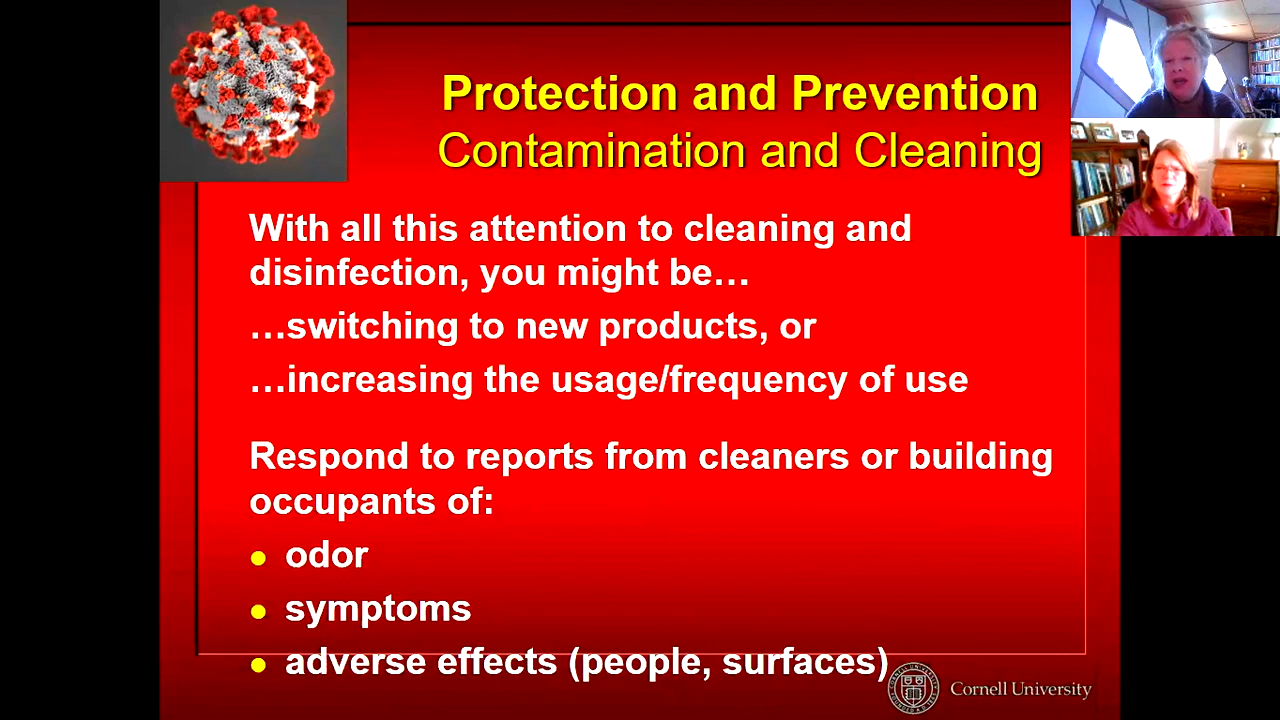 Protection and Prevention
Contamination and Cleaning
With all this attention to cleaning and
disinfection, you might be…
…switching to new products, or
…increasing the usage/frequency of use
Respond to reports from cleaners or building
occupants of:
odor
symptoms
adverse effects (people, surfaces)
Cornell University